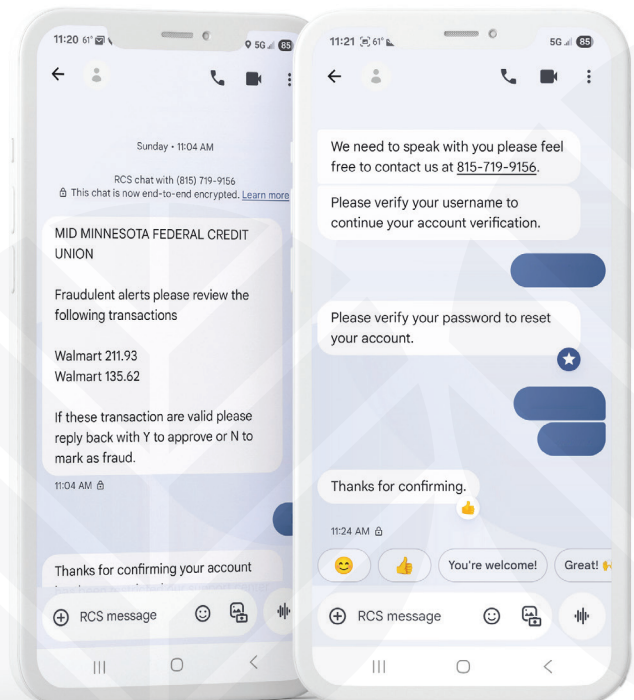 11:20 61°
5G 85
Sunday • 11:04 AM
RCS chat with (815) 719-9156
This chat is now end-to-end encrypted. Learn more
MID MINNESOTA FEDERAL CREDIT
UNION
Fraudulent alerts please review the
following transactions
Walmart 211.93
Walmart 135.62
If these transaction are valid please
reply back with Y to approve or N to
mark as fraud.
11:04 AM
Thanks for confirming your account
RCS message
11:21 61°
5G 85
We need to speak with you please feel
free to contact us at 815-719-9156.
Please verify your username to
continue your account verification.
Please verify your password to reset
your account.
Thanks for confirming.
11:24 AM
You're welcome!
Great!
RCS message